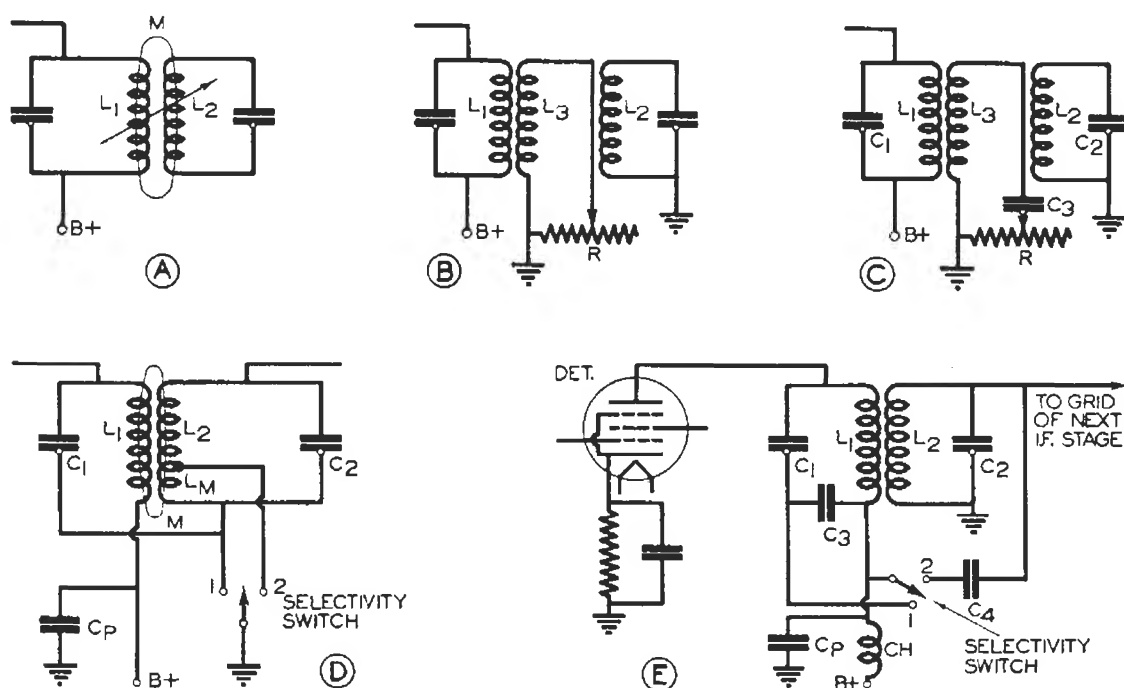 M
L1
L2
B+
A
L1
L3
L2
B+
R
B
C1
L1
L3
L2
C2
C3
B+
R
C
C1
L1
L2
LM
C2
M
1
2
SELECTIVITY
SWITCH
CP
B+
D
DET.
C1
L1
L2
C2
TO GRID
OF NEXT
I.F. STAGE
C3
2
C4
1
CP
CH
SELECTIVITY
SWITCH
B+
E